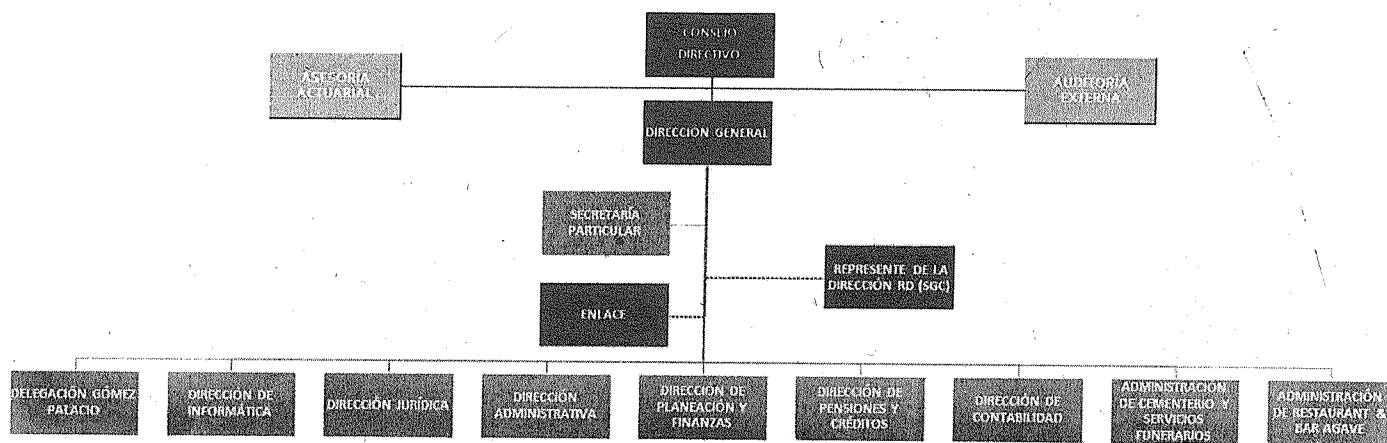 CONSEJO
DIRECTIVO
ASESORÍA
ACTUARIAL
AUDITORIA
EXTERNA
DIRECCIÓN GENERAL
SECRETARÍA
PARTICULAR
REPRESENTE DE LA
DIRECCIÓN RD (SGC)
ENLACE
DELEGACIÓN GÓMEZ
PALACIO
DIRECCIÓN DE
INFORMÁTICA
DIRECCIÓN JURÍDICA
DIRECCIÓN
ADMINISTRATIVA
DIRECCIÓN DE
PLANEACIÓN Y
FINANZAS
DIRECCIÓN DE
PENSIONES Y
CRÉDITOS
DIRECCIÓN DE
CONTABILIDAD
ADMINISTRACIÓN
DE CEMENTERIO Y
SERVICIOS
FUNERARIOS
ADMINISTRACIÓN
DE RESTAURANT &
BAR AGAVE